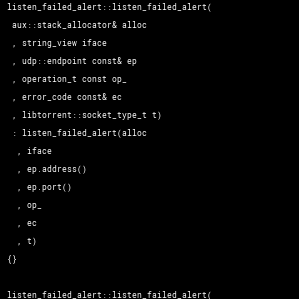 listen_failed_alert::listen_failed_alert(
aux::stack_allocator& alloc
, string_view iface
, udp::endpoint const& ep
, operation_t const op_
, error_code const& ec
, libtorrent::socket_type_t t)
: listen_failed_alert(alloc
, iface
, ep.address()
, ep.port()
, op_
, ec
, t)
{}
listen_failed_alert::listen_failed_alert(